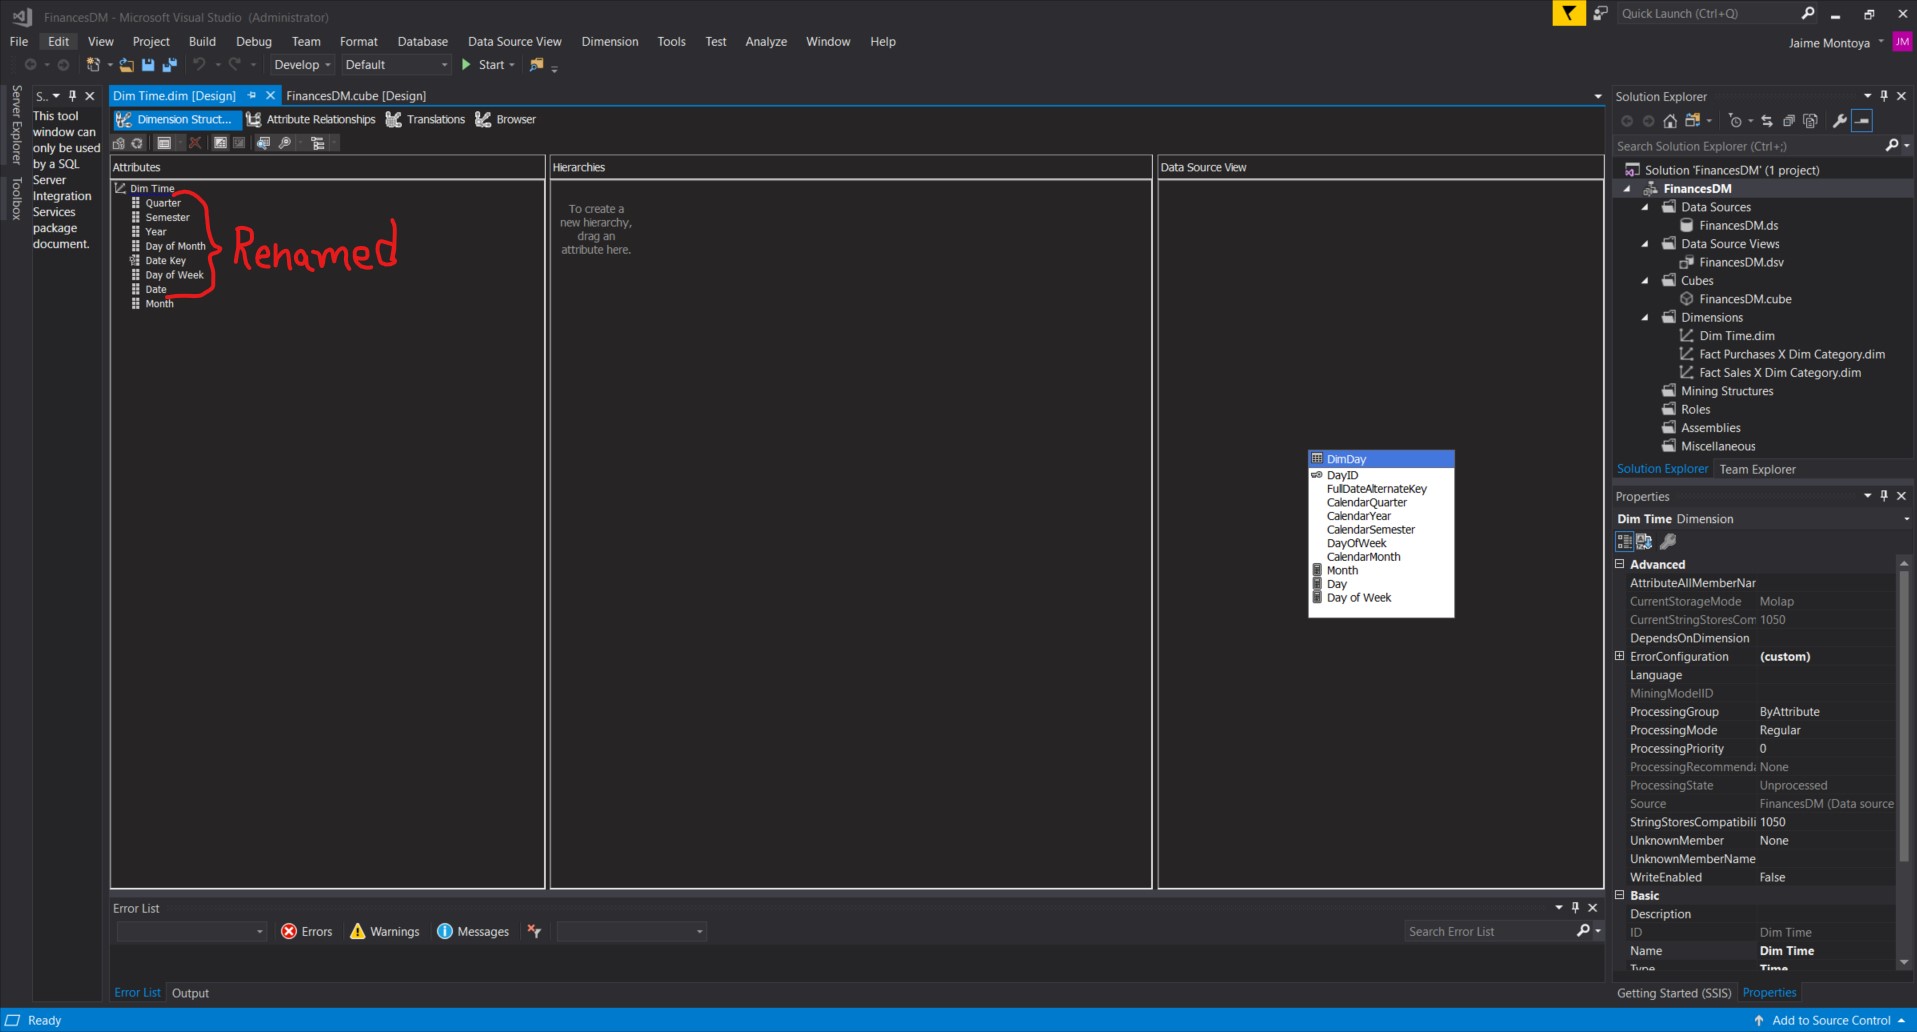 FinancesDM - Microsoft Visual Studio (Administrator)
Quick Launch (Ctrl+Q)
File Edit View Project Build Debug Team Format Database Data Source View Dimension Tools Test Analyze Window Help
Jaime Montoya JM
Develop Default Start
Server Explorer
Toolbox
S..
This tool
window can
only be used
by a SQL
Server
Integration
Services
package
document.
Dim Time.dim [Design] FinancesDM.cube [Design]
Dimension Struct... Attribute Relationships Translations Browser
Attributes
Dim Time
Quarter
Semester
Year
Day of Month
Date Key
Day of Week
Date
Month
Renamed
Hierarchies
To create a
new hierarchy,
drag an
attribute here.
Data Source View
DimDay
DayID
FullDateAlternateKey
CalendarQuarter
CalendarYear
CalendarSemester
DayOfWeek
CalendarMonth
Month
Day
Day of Week
Error List
Errors Warnings Messages
Search Error List
Error List Output
Solution Explorer
Search Solution Explorer (Ctrl+;)
Solution 'FinancesDM' (1 project)
FinancesDM
Data Sources
FinancesDM.ds
Data Source Views
FinancesDM.dsv
Cubes
FinancesDM.cube
Dimensions
Dim Time.dim
Fact Purchases X Dim Category.dim
Fact Sales X Dim Category.dim
Mining Structures
Roles
Assemblies
Miscellaneous
Solution Explorer Team Explorer
Properties
Dim Time Dimension
Advanced
AttributeAllMemberNar
CurrentStorageMode Molap
CurrentStringStoresCom 1050
DependsOnDimension
ErrorConfiguration (custom)
Language
MiningModelID
ProcessingGroup ByAttribute
ProcessingMode Regular
ProcessingPriority 0
ProcessingRecommenda None
ProcessingState Unprocessed
Source FinancesDM (Data source
StringStoresCompatibili 1050
UnknownMember None
UnknownMemberName
WriteEnabled False
Basic
Description
ID Dim Time
Name Dim Time
Type Time
Getting Started (SSIS) Properties
Ready
Add to Source Control